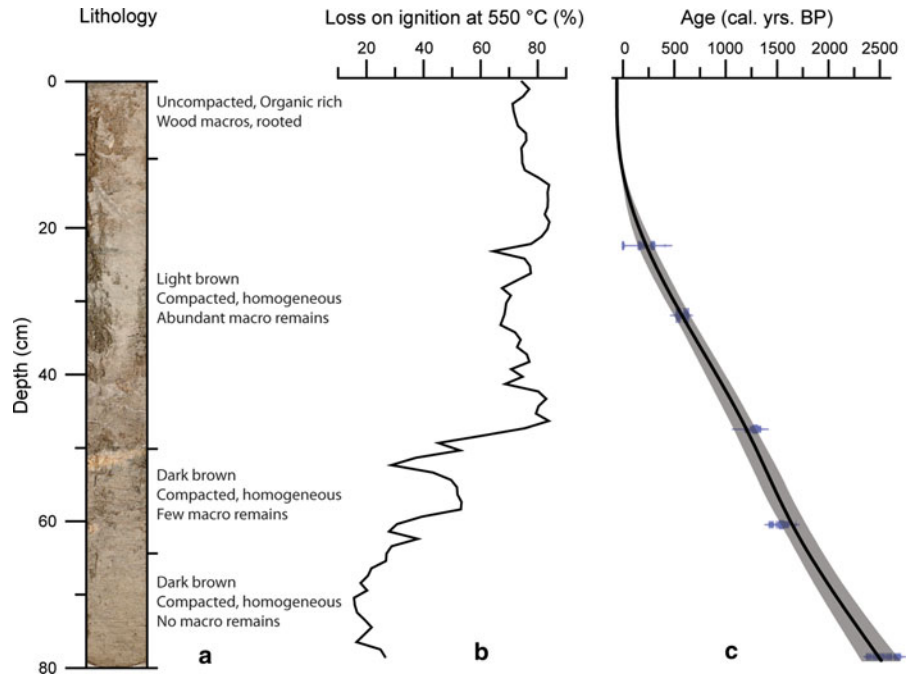 Lithology
Loss on ignition at 550 °C (%)
Age (cal. yrs. BP)
20 40 60 80
0 500 1000 1500 2000 2500
Depth (cm)
0
20
40
60
80
Uncompacted, Organic rich
Wood macros, rooted
Light brown
Compacted, homogeneous
Abundant macro remains
Dark brown
Compacted, homogeneous
Few macro remains
Dark brown
Compacted, homogeneous
No macro remains
a
b
c